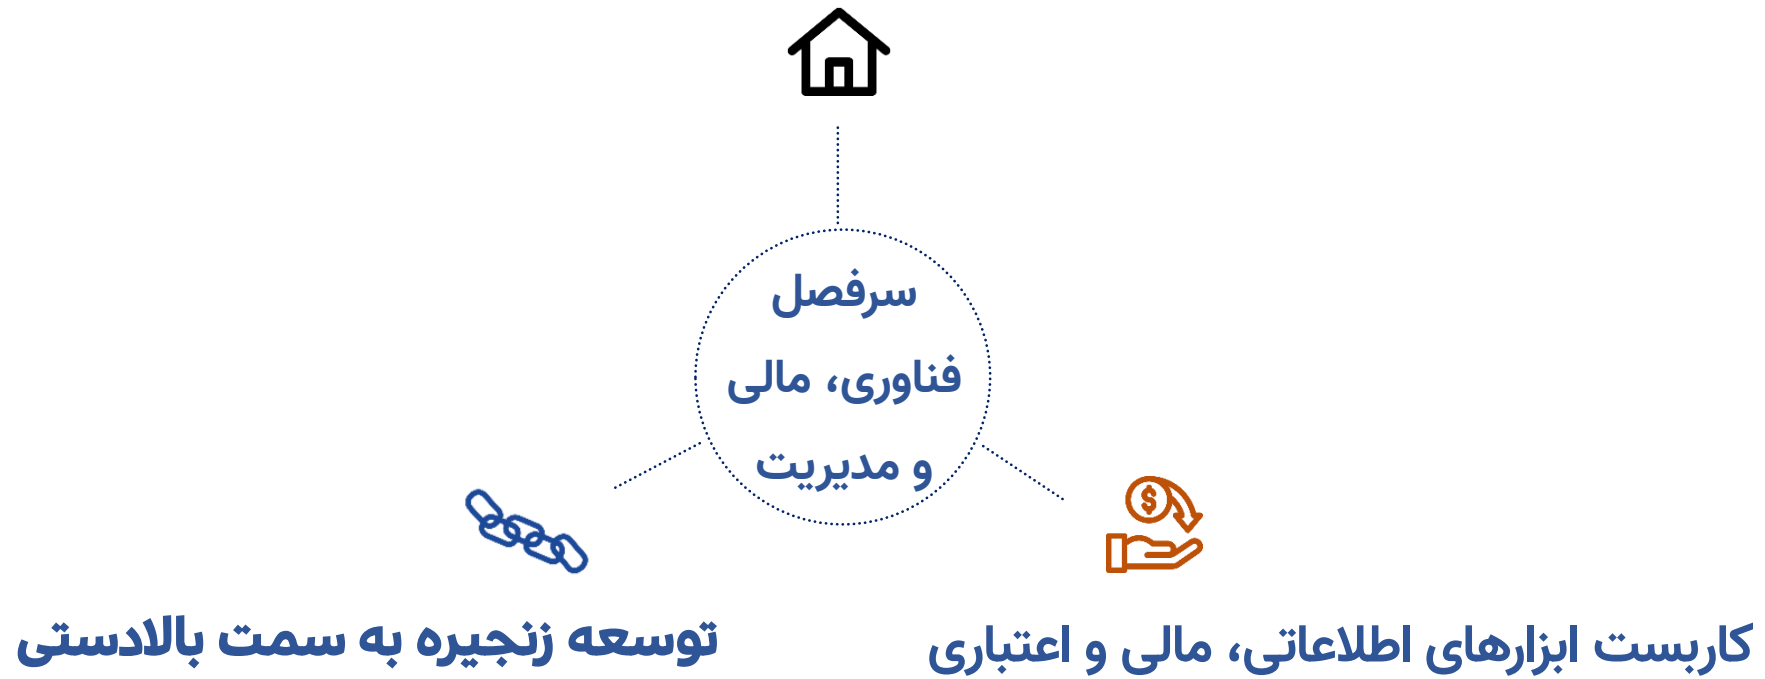 سرفصل
فناوری، مالی
و مدیریت
کاربست ابزارهای اطلاعاتی، مالی و اعتباری
توسعه زنجیره به سمت بالادستی